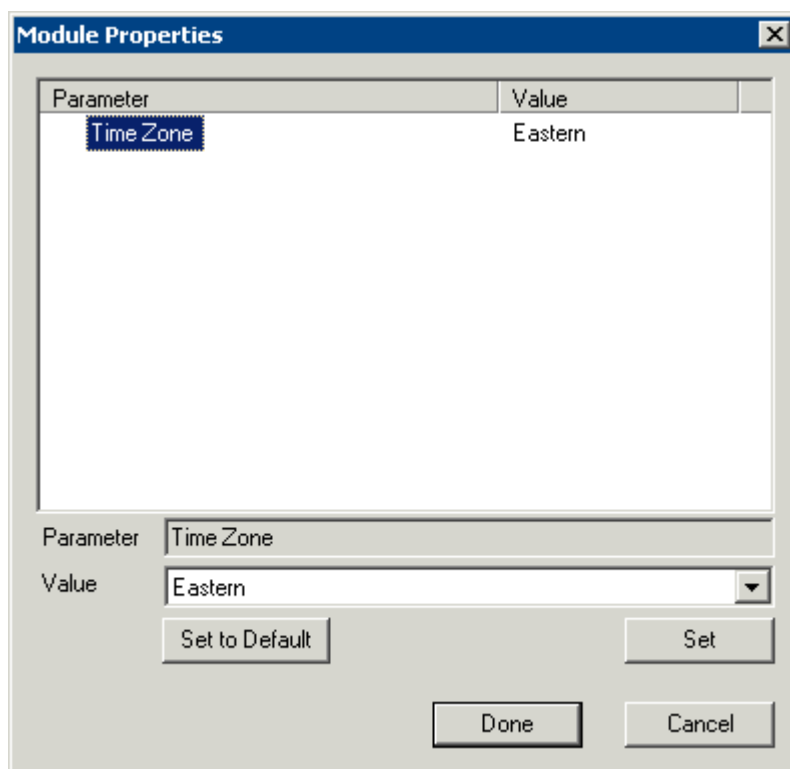 Module Properties
Parameter Value
Time Zone Eastern
Parameter Time Zone
Value Eastern
Set to Default Set
Done Cancel